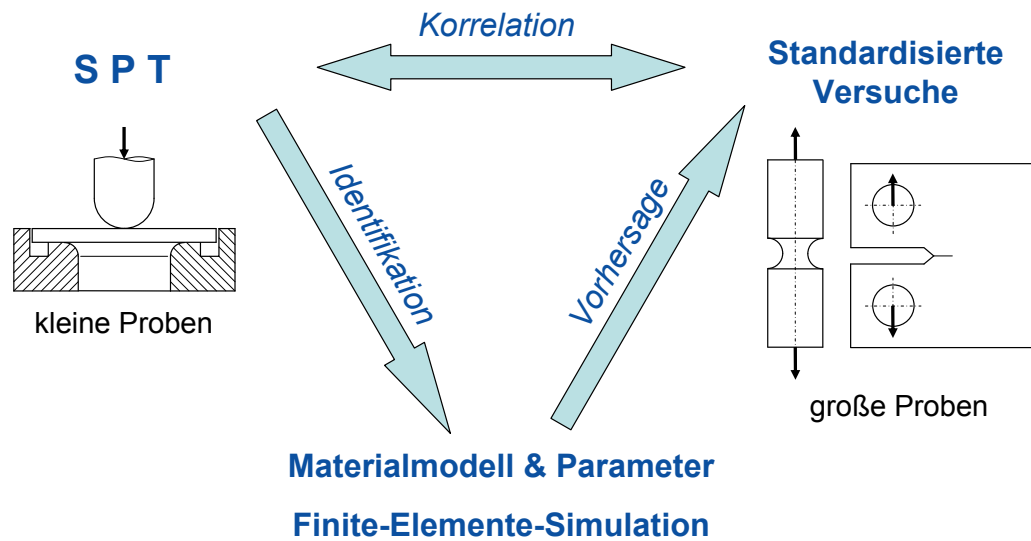 Korrelation
S P T
Standardisierte
Versuche
Identifikation
Vorhersage
kleine Proben
große Proben
Materialmodell & Parameter
Finite-Elemente-Simulation